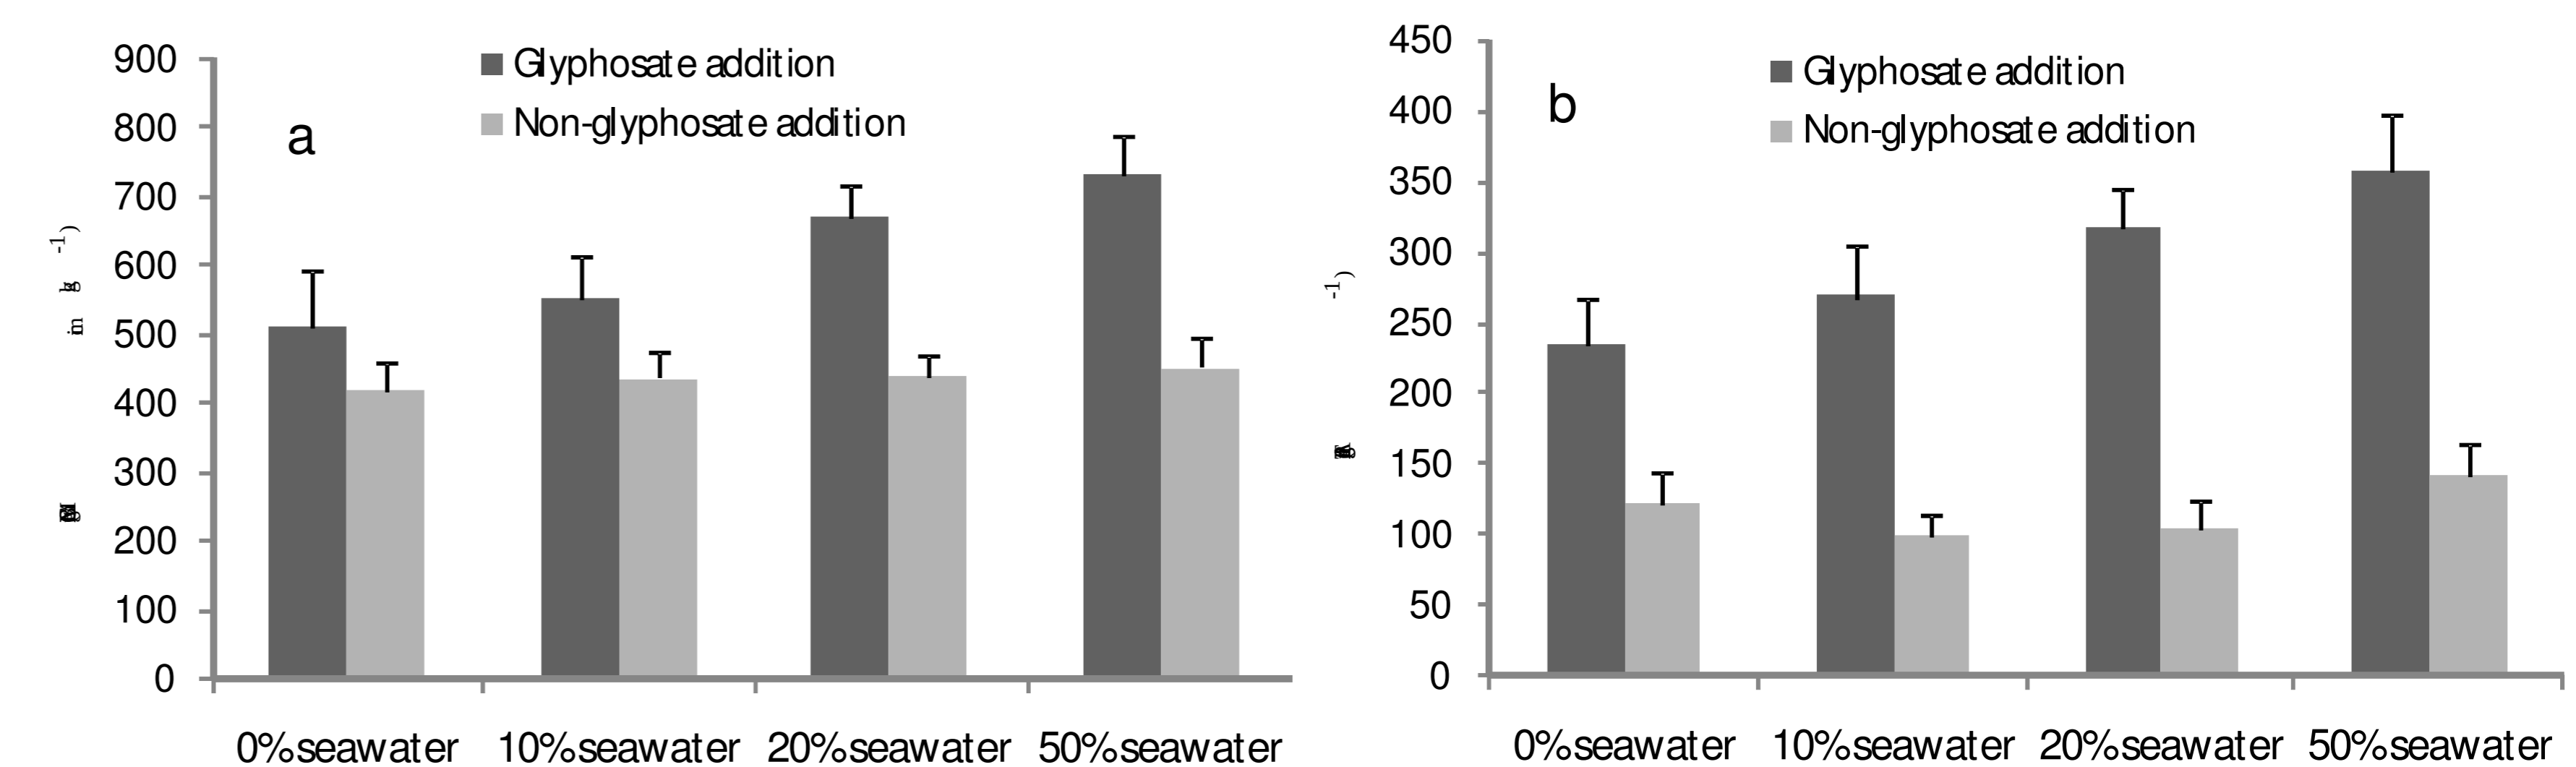 900
800
700
600
500
400
300
200
100
0
a
Glyphosate addition
Non-glyphosate addition
0%seawater 10%seawater 20%seawater 50%seawater
-1)
450
400
350
300
250
200
150
100
50
0
b
Glyphosate addition
Non-glyphosate addition
0%seawater 10%seawater 20%seawater 50%seawater
-1)